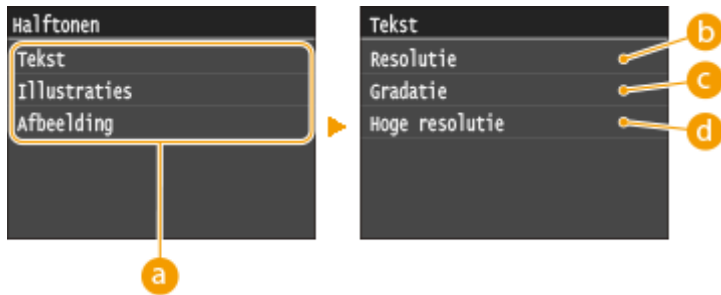 Halftonen
Tekst
Illustraties
Afbeelding
a
Tekst
Resolutie
Gradatie
Hoge resolutie
b
c
d